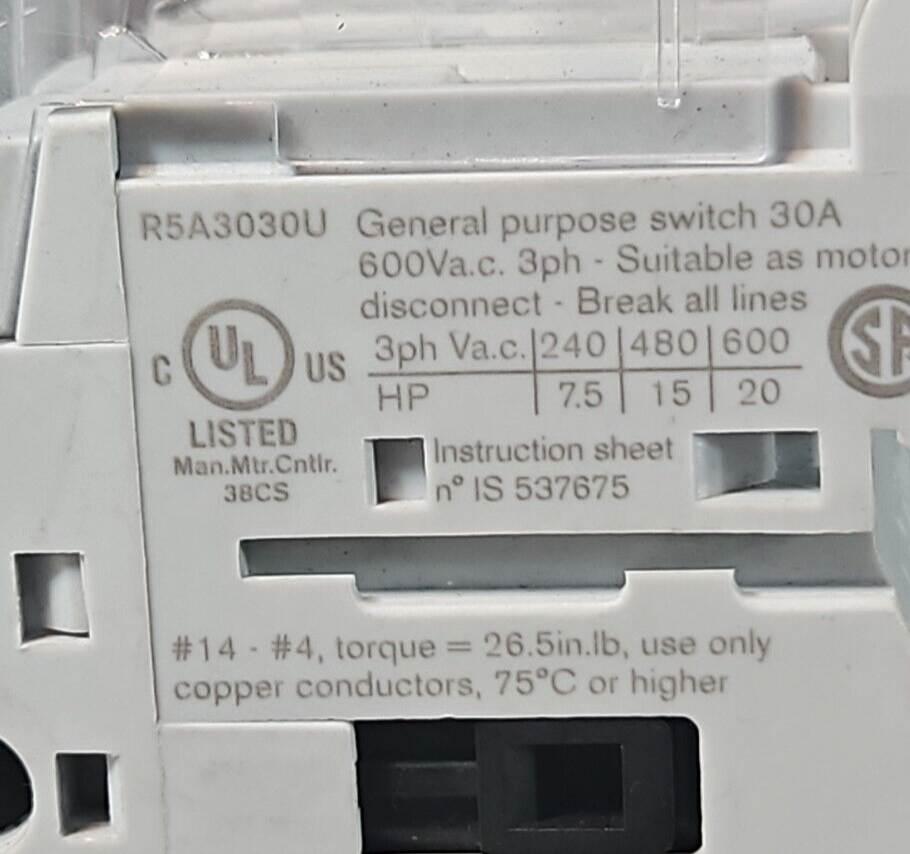 R5A3030U General purpose switch 30A
600Va.c. 3ph - Suitable as motor
disconnect - Break all lines
C UL US
LISTED
Man.Mtr.Cntlr.
38CS
3ph Va.c. 240 480 600
HP 7.5 15 20
SA
Instruction sheet
n° IS 537675
#14 - #4, torque = 26.5in.lb, use only
copper conductors, 75°C or higher